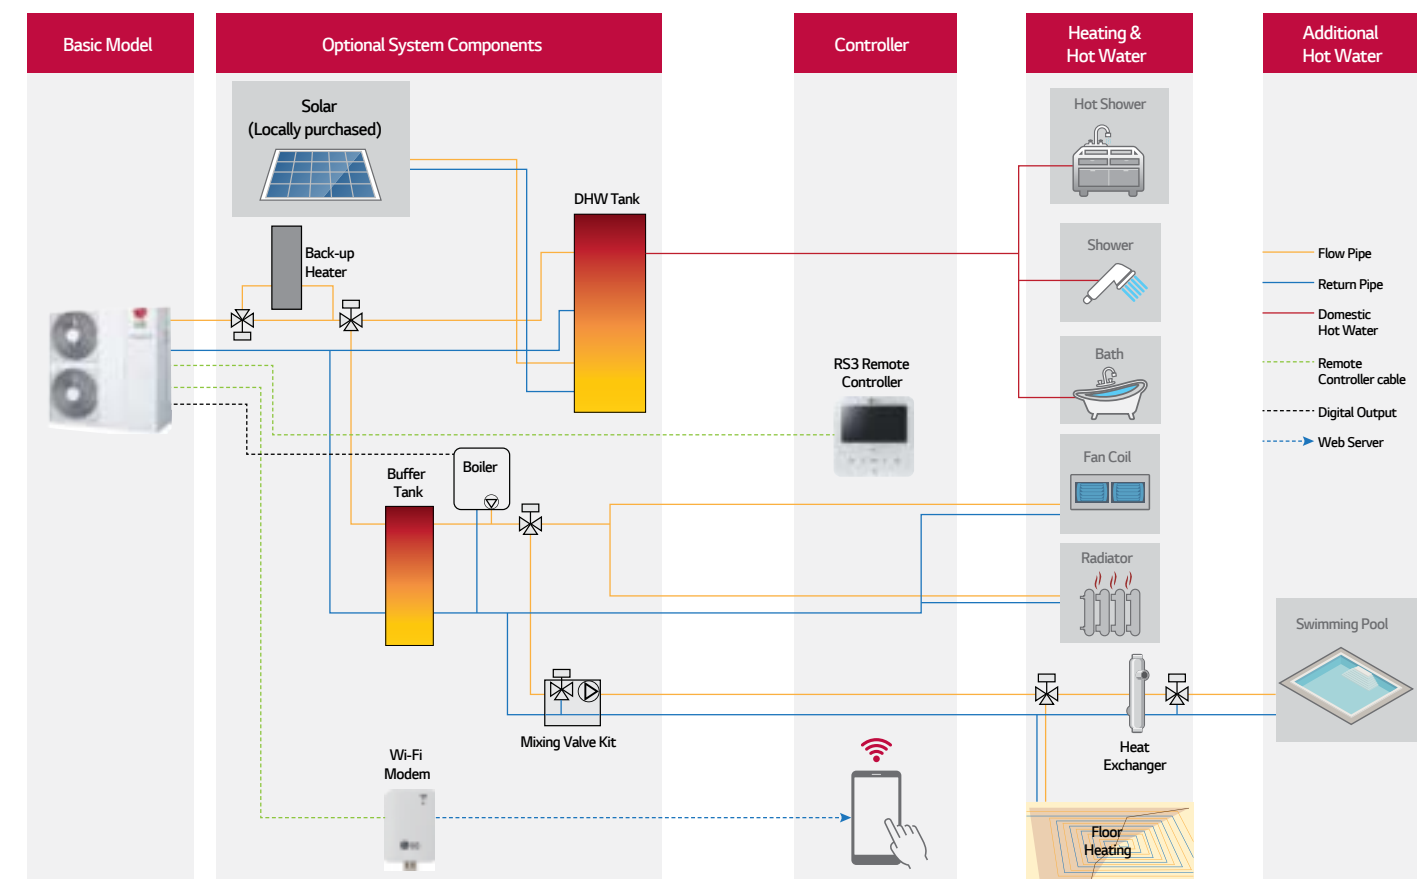 Basic Model
Optional System Components
Controller
Heating &
Hot Water
Additional
Hot Water
Solar
(Locally purchased)
Hot Shower
DHW Tank
Back-up
Heater
Shower
Flow Pipe
Return Pipe
Domestic
Hot Water
Bath
RS3 Remote
Controller
Remote
Controller cable
Digital Output
Web Server
Boiler
Buffer
Tank
Fan Coil
Radiator
Swimming Pool
Mixing Valve Kit
Heat
Exchanger
Wi-Fi
Modem
Floor
Heating